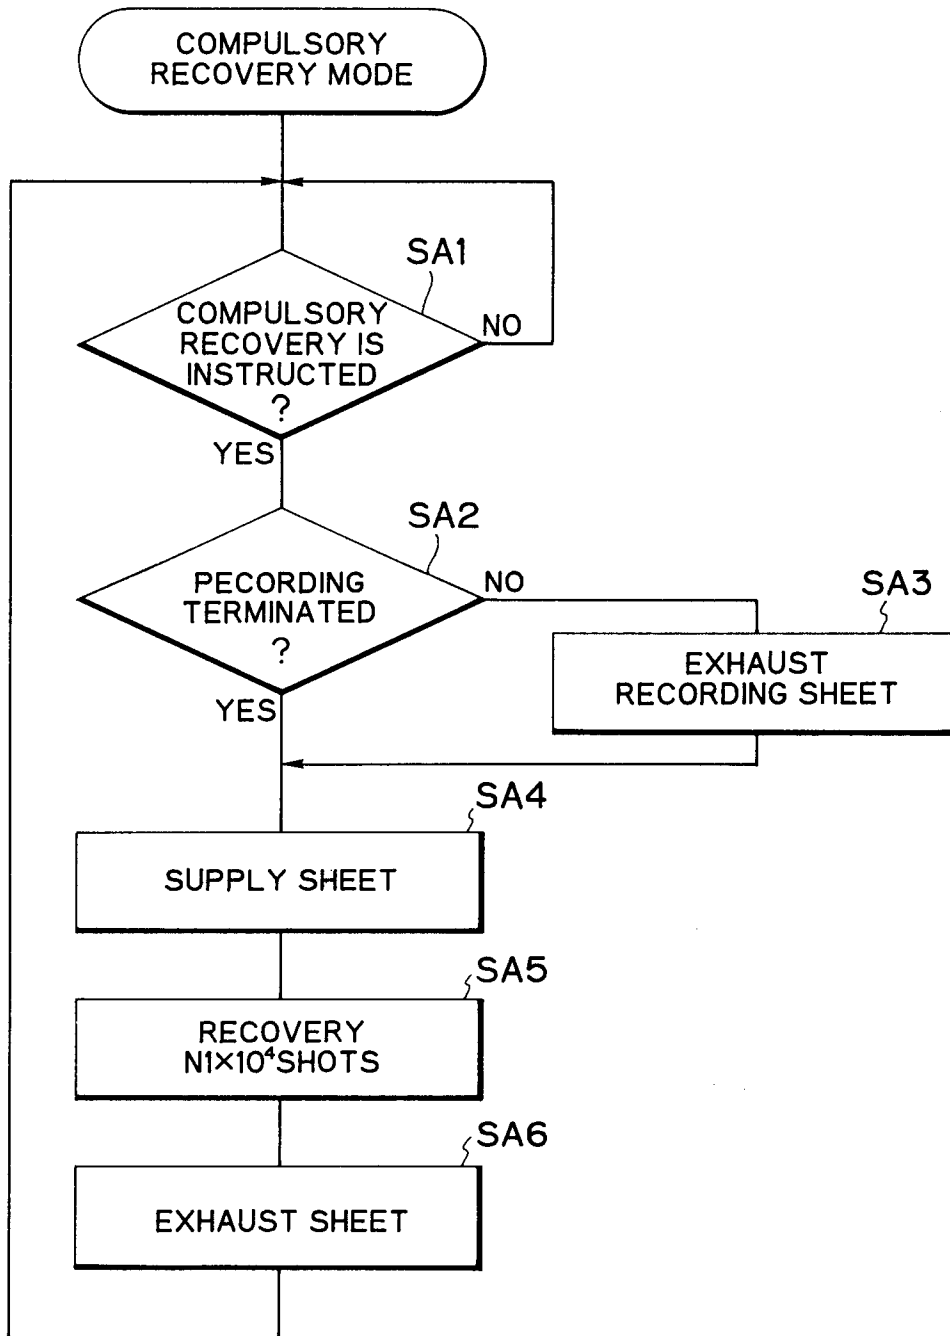 COMPULSORY
RECOVERY MODE
SA1
COMPULSORY
RECOVERY IS
INSTRUCTED
?
NO
YES
SA2
PECORDING
TERMINATED
?
NO
YES
SA3
EXHAUST
RECORDING SHEET
SA4
SUPPLY SHEET
SA5
RECOVERY
N1×10⁴SHOTS
SA6
EXHAUST SHEET